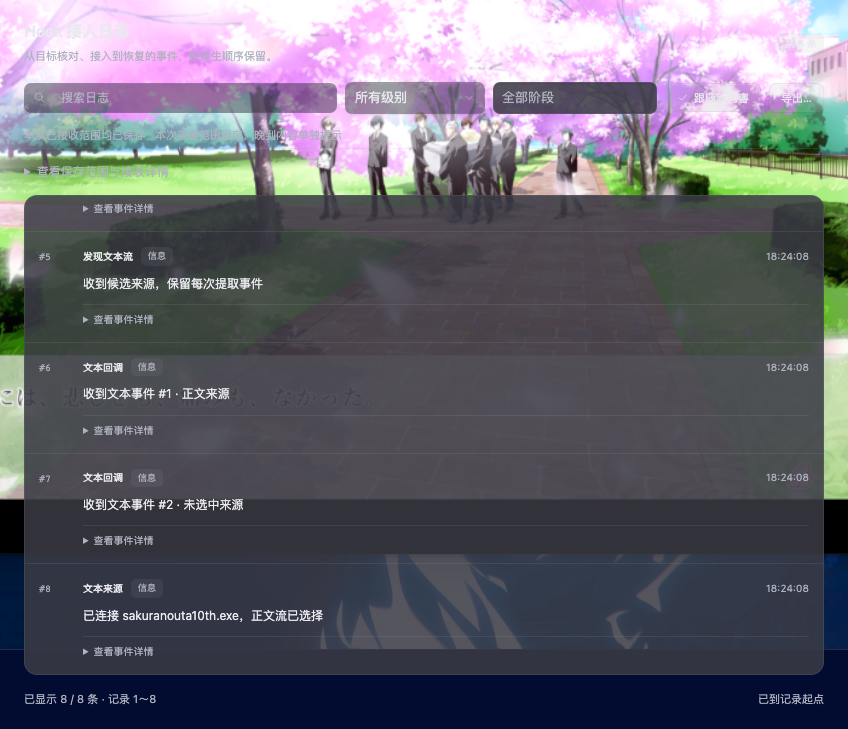 Hook 接入日志
从目标核对、接入到恢复的事件，按发生顺序保留。
搜索日志
所有级别
全部阶段
导出…
▶ 查看事件详情
#5 发现文本流 信息 18:24:08
收到候选来源，保留每次提取事件
▶ 查看事件详情
#6 文本回调 信息 18:24:08
收到文本事件 #1 · 正文来源
▶ 查看事件详情
#7 文本回调 信息 18:24:08
收到文本事件 #2 · 未选中来源
▶ 查看事件详情
#8 文本来源 信息 18:24:08
已连接 sakuranouta10th.exe，正文流已选择
▶ 查看事件详情
已显示 8 / 8 条 · 记录 1～8 已到记录起点